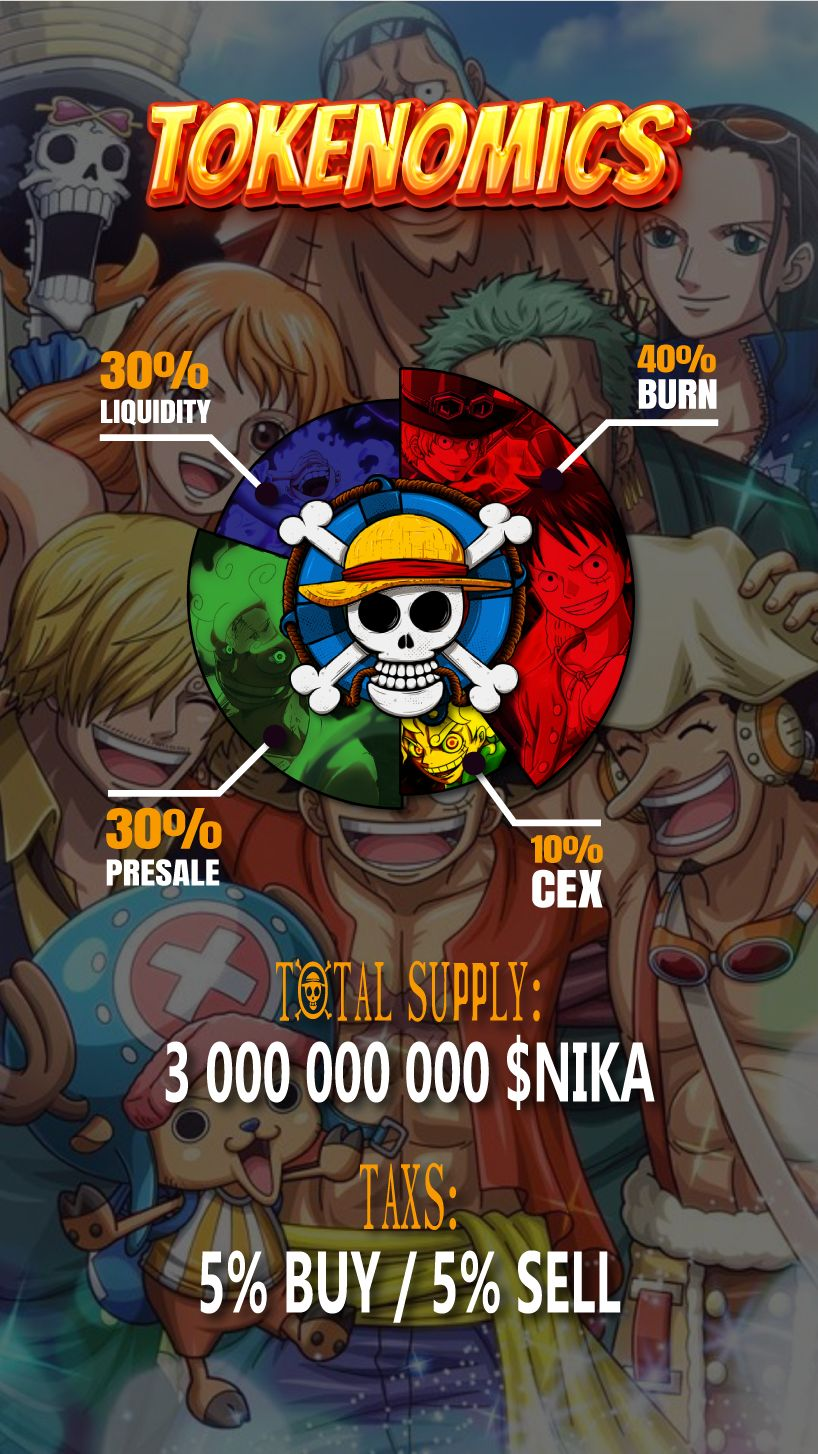 TOKENOMICS
30%
LIQUIDITY
40%
BURN
30%
PRESALE
10%
CEX
TOTAL SUPPLY:
3 000 000 000 $NIKA
TAXS:
5% BUY / 5% SELL